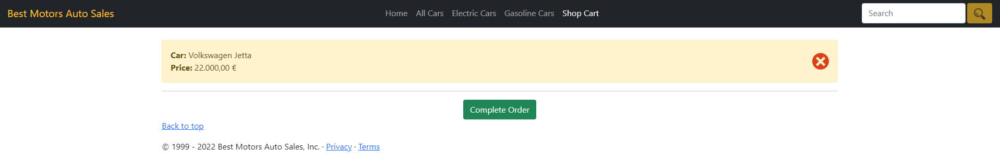 Best Motors Auto Sales Home All Cars Electric Cars Gasoline Cars Shop Cart Search
Car: Volkswagen Jetta
Price: 22.000,00 €
Complete Order
Back to top
© 1999 - 2022 Best Motors Auto Sales, Inc. · Privacy · Terms